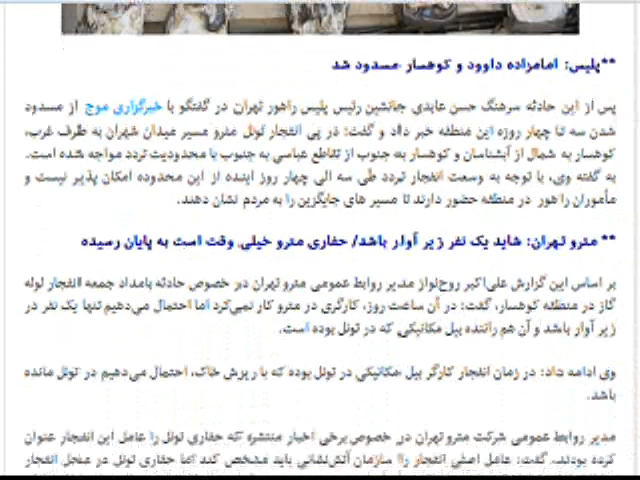 **پلیس: امامزاده داوود و کوهسار مسدود شد
پس از این حادثه سرهنگ حسن عابدی جانشین رئیس پلیس راهور تهران در گفتگو با خبرگزاری موج از مسدود
شدن سه تا چهار روزه این منطقه خبر داد و گفت: در پی انفجار تونل مترو مسیر میدان شهران به طرف غرب،
کوهسار به شمال از آبشناسان و کوهسار به جنوب از تقاطع عباسی به جنوب با محدودیت تردد مواجه شده است.
به گفته وی، با توجه به وسعت انفجار تردد طی سه الی چهار روز آینده از این محدوده امکان پذیر نیست و
مأموران راهور در منطقه حضور دارند تا مسیر های جایگزین را به مردم نشان دهند.
** مترو تهران: شاید یک نفر زیر آوار باشد/ حفاری مترو خیلی وقت است به پایان رسیده
بر اساس این گزارش علی‌اکبر روح‌نواز مدیر روابط عمومی مترو تهران در خصوص حادثه بامداد جمعه انفجار لوله
گاز در منطقه کوهسار، گفت: در آن ساعت روز، کارگری در مترو کار نمی‌کرد اما احتمال می‌دهیم تنها یک نفر در
زیر آوار باشد و آن هم راننده بیل مکانیکی که در تونل بوده است.
وی ادامه داد: در زمان انفجار کارگر بیل مکانیکی در تونل بوده که با ریزش خاک، احتمال می‌دهیم در تونل مانده
باشد.
مدیر روابط عمومی شرکت مترو تهران در خصوص برخی اخبار منتشره که حفاری تونل را عامل این انفجار عنوان
کرده بودند، گفت: عامل اصلی انفجار را سازمان آتش‌نشانی باید مشخص کند اما حفاری تونل در محل انفجار